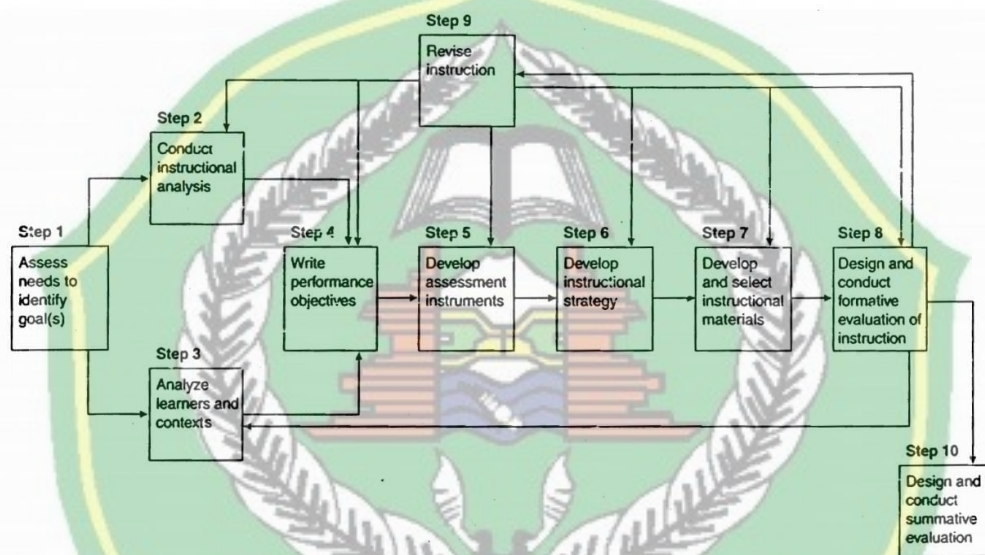 Step 9
Revise
instruction
Step 2
Conduct
instructional
analysis
Step 1
Assess
needs to
identify
goal(s)
Step 4
Write
performance
objectives
Step 5
Develop
assessment
instruments
Step 6
Develop
instructional
strategy
Step 7
Develop
and select
instructional
materials
Step 8
Design and
conduct
formative
evaluation of
instruction
Step 3
Analyze
learners and
contexts
Step 10
Design and
conduct
summative
evaluation